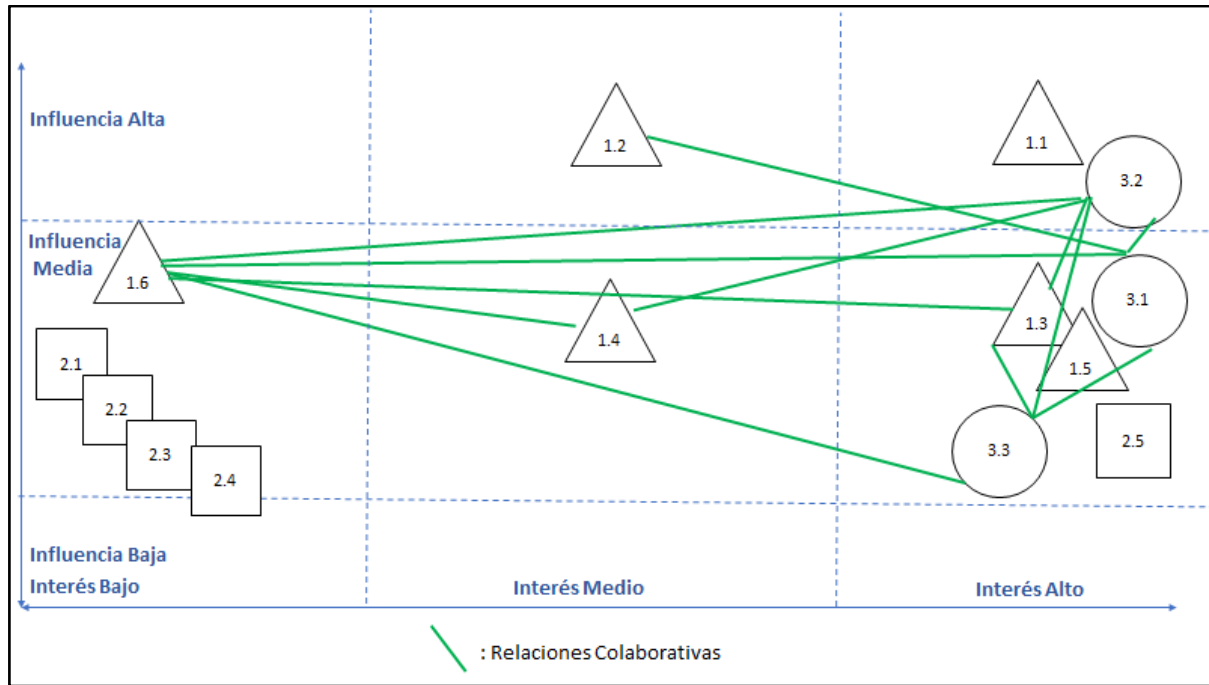 Influencia Alta
1.2
1.1
3.2
Influencia
Media
1.6
3.1
1.3
1.4
2.1
1.5
2.2
2.3
3.3
2.5
2.4
Influencia Baja
Interés Bajo
Interés Medio
Interés Alto
: Relaciones Colaborativas